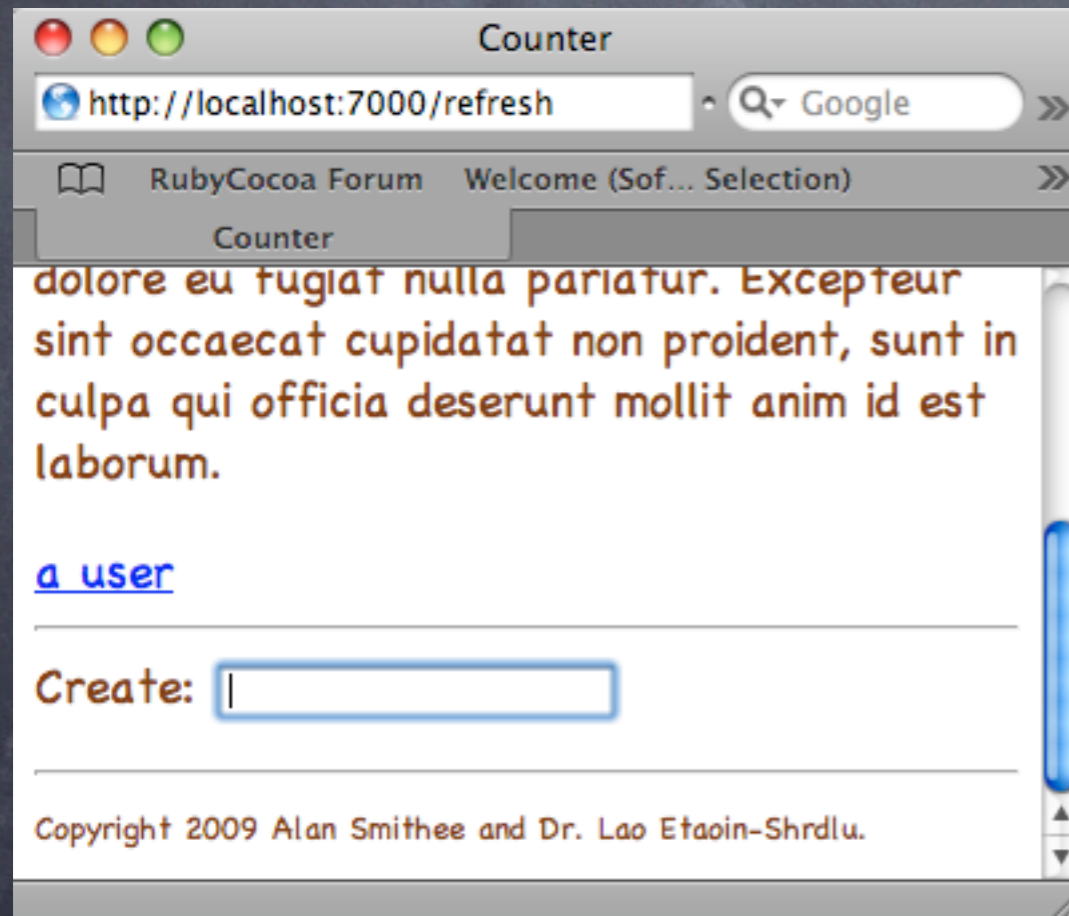 Counter
http://localhost:7000/refresh Google
RubyCocoa Forum Welcome (Sof... Selection)
Counter
dolore eu fugiat nulla pariatur. Excepteur
sint occaecat cupidatat non proident, sunt in
culpa qui officia deserunt mollit anim id est
laborum.
a user
Create:
Copyright 2009 Alan Smithee and Dr. Lao Etaoin-Shrdlu.